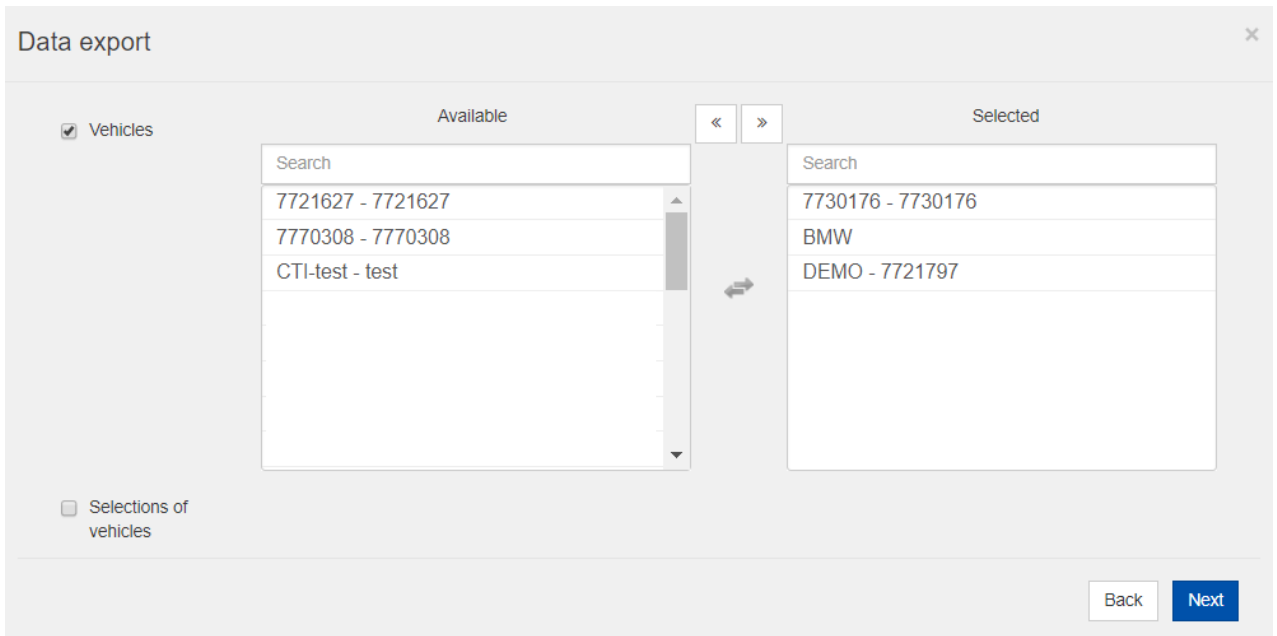 Data export
×
Vehicles
Available
«
»
Selected
Search
7721627 - 7721627
7770308 - 7770308
CTI-test - test
Search
7730176 - 7730176
BMW
DEMO - 7721797
Selections of
vehicles
Back
Next